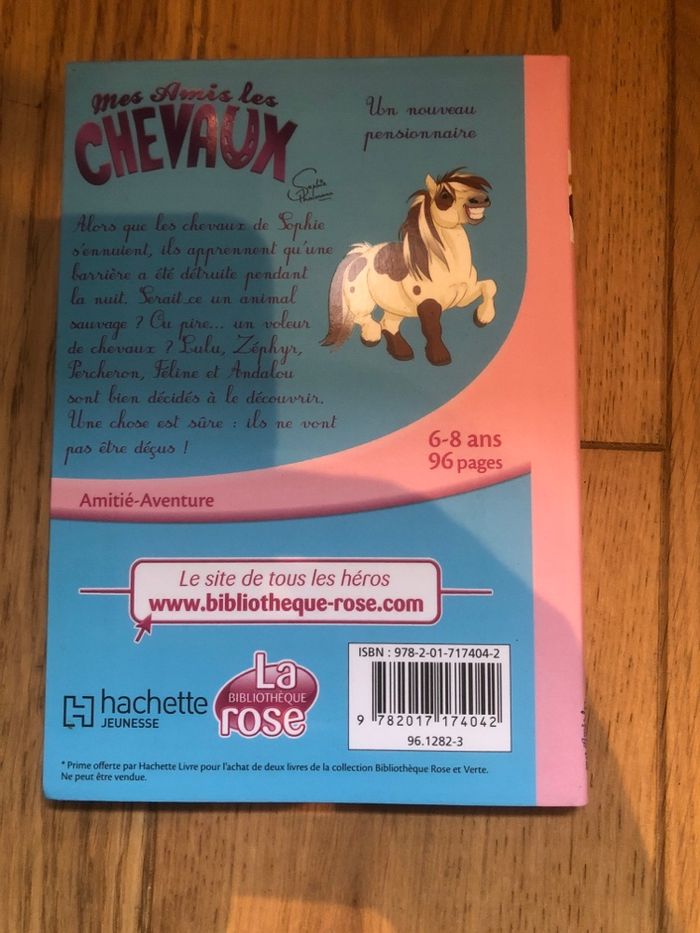 Mes Amis les
CHEVAUX
Sophie Thalmann
Un nouveau
pensionnaire
Alors que les chevaux de Sophie
s'ennuient, ils apprennent qu'une
barrière a été détruite pendant
la nuit. Serait-ce un animal
sauvage ? Ou pire... un voleur
de chevaux ? Lulu, Zéphyr,
Percheron, Féline et Andalou
sont bien décidés à le découvrir.
Une chose est sûre : ils ne vont
pas être déçus !
6-8 ans
96 pages
Amitié-Aventure
Le site de tous les héros
www.bibliotheque-rose.com
hachette
JEUNESSE
La
BIBLIOTHÈQUE
rose
ISBN : 978-2-01-717404-2
9 782017 174042
96.1282-3
* Prime offerte par Hachette Livre pour l'achat de deux livres de la collection Bibliothèque Rose et Verte.
Ne peut être vendue.